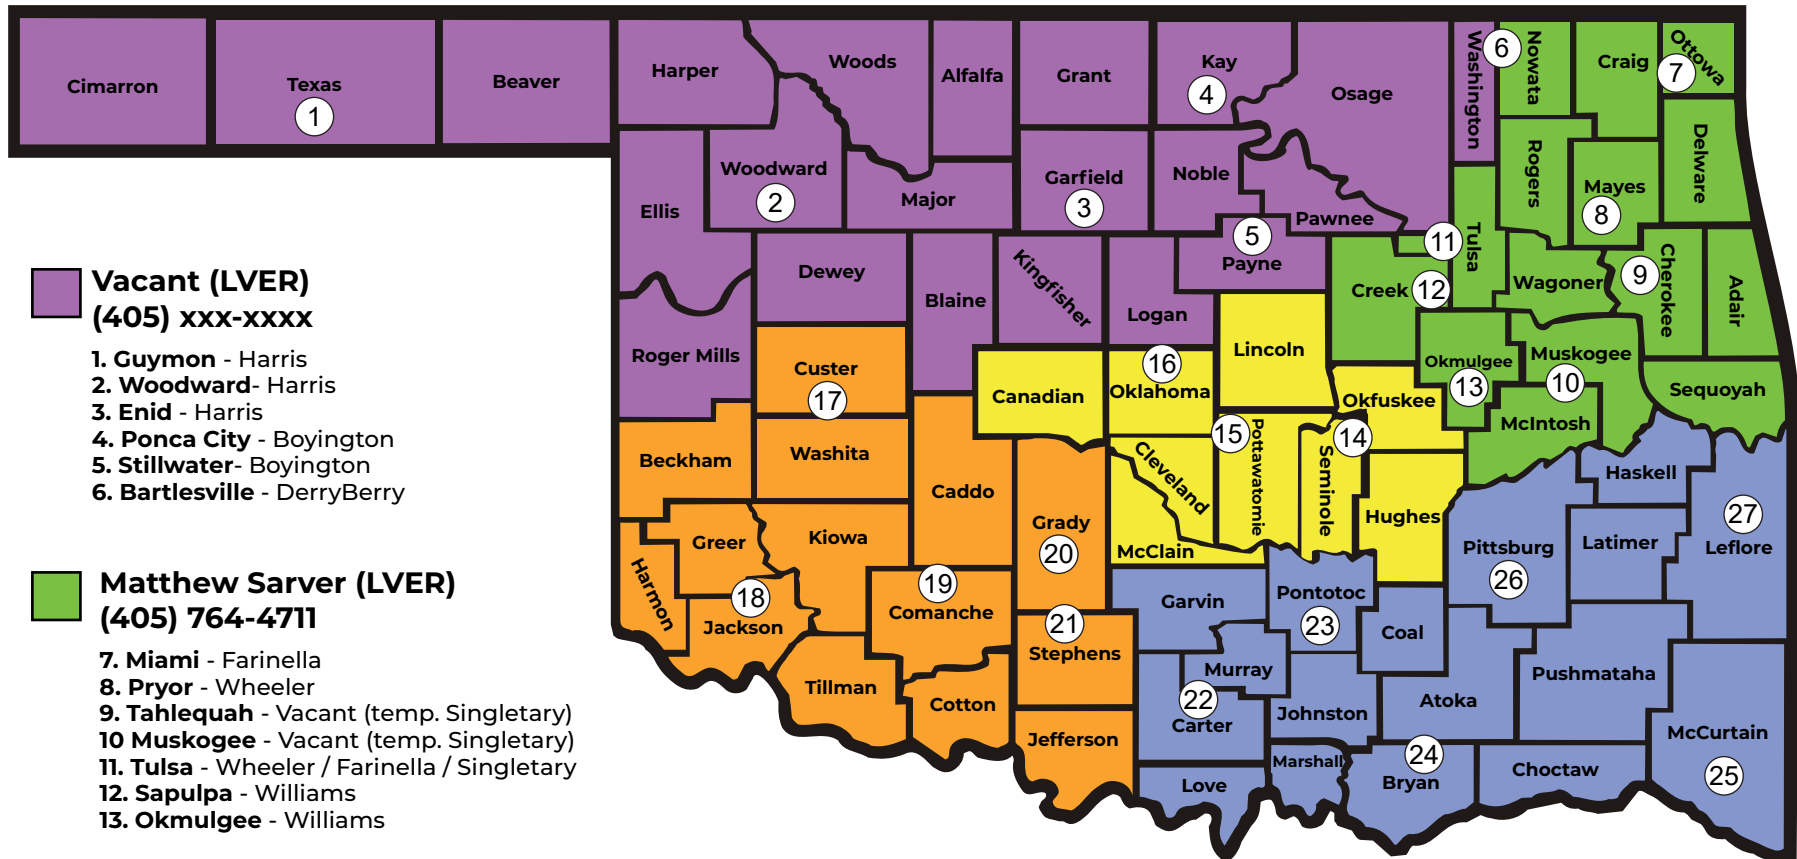 Cimarron
Texas
1
Beaver
Harper
Woods
Alfalfa
Grant
Kay
4
Osage
Washington
6
Nowata
Craig
Ottowa
7
Ellis
Woodward
2
Major
Garfield
3
Noble
Pawnee
5
Payne
11
Tulsa
Rogers
Mayes
8
Delware
Roger Mills
Dewey
Blaine
Kingfisher
Logan
Lincoln
Creek
12
Wagoner
9
Cherokee
Adair
Custer
17
Canadian
16
Oklahoma
Okfuskee
Okmulgee
13
Muskogee
10
McIntosh
Sequoyah
Beckham
Washita
Caddo
Grady
20
Cleveland
McClain
15
Pottawatomie
14
Seminole
Hughes
Haskell
Pittsburg
26
Latimer
27
Leflore
Harmon
Greer
18
Jackson
Kiowa
19
Comanche
21
Stephens
Garvin
Pontotoc
23
Coal
Tillman
Cotton
Jefferson
Murray
22
Carter
Johnston
Atoka
Pushmataha
McCurtain
25
Love
Marshall
24
Bryan
Choctaw
Vacant (LVER)
(405) xxx-xxxx
1. Guymon - Harris
2. Woodward- Harris
3. Enid - Harris
4. Ponca City - Boyington
5. Stillwater- Boyington
6. Bartlesville - DerryBerry
Matthew Sarver (LVER)
(405) 764-4711
7. Miami - Farinella
8. Pryor - Wheeler
9. Tahlequah - Vacant (temp. Singletary)
10 Muskogee - Vacant (temp. Singletary)
11. Tulsa - Wheeler / Farinella / Singletary
12. Sapulpa - Williams
13. Okmulgee - Williams